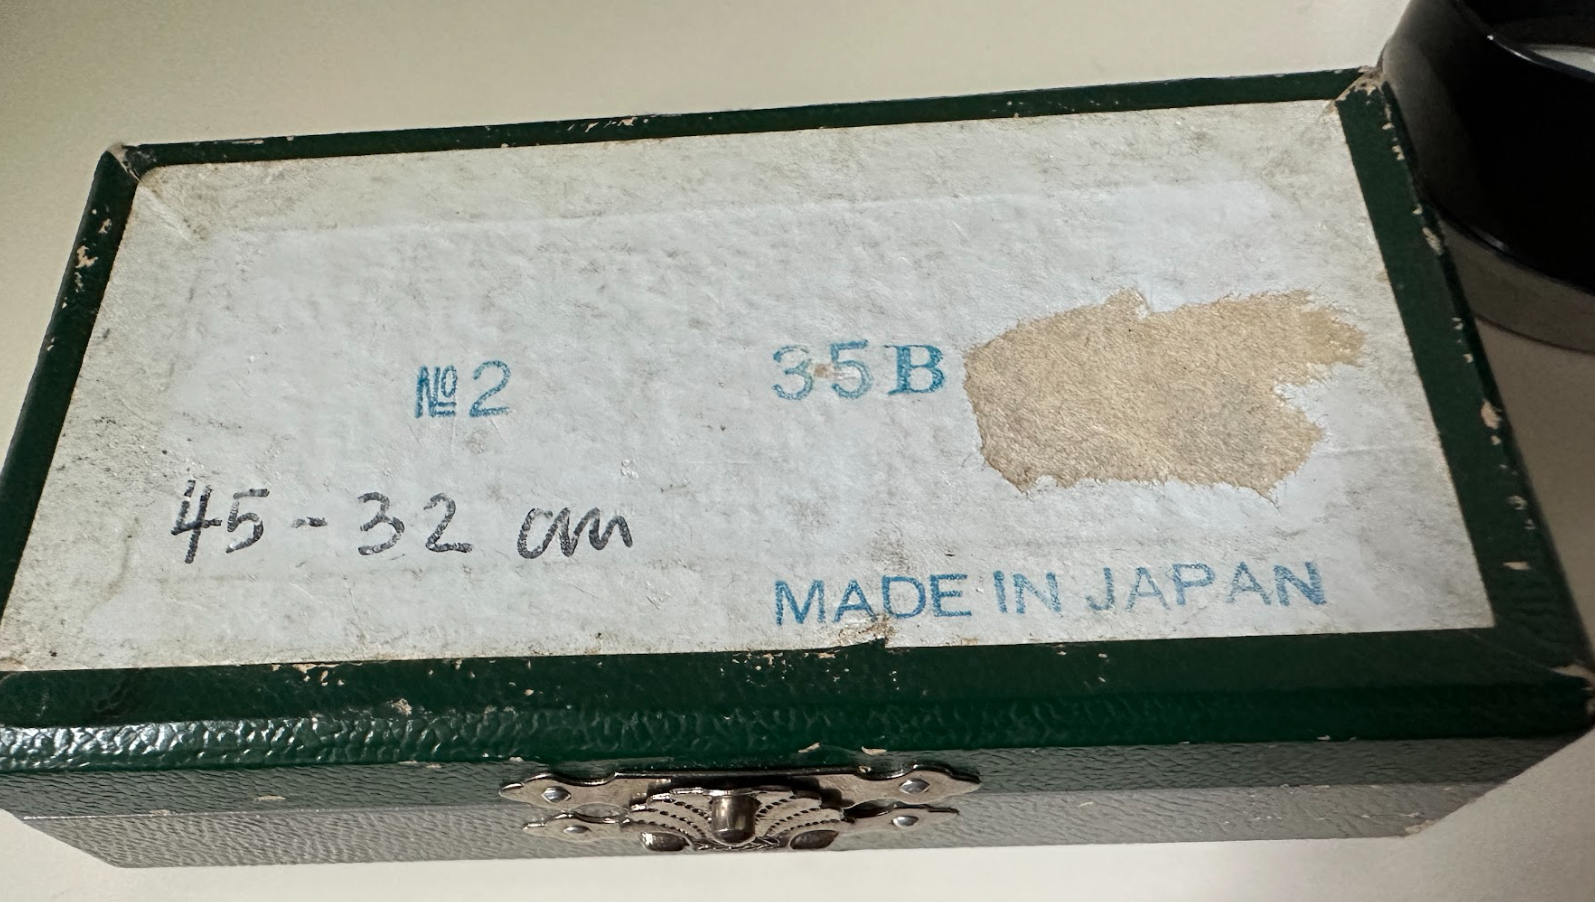 №2 35B
45-32 cm
MADE IN JAPAN